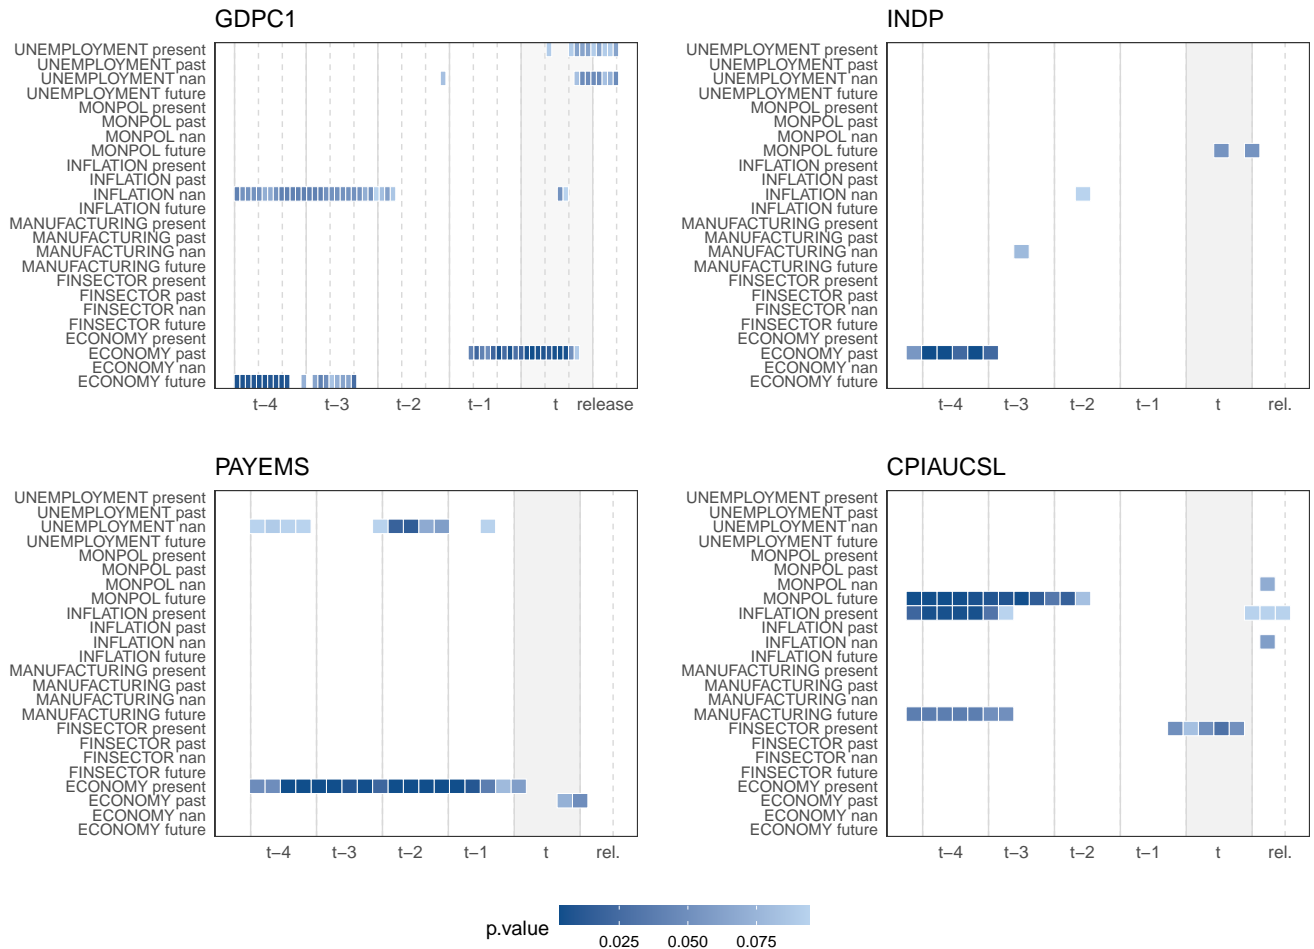 GDPC1
UNEMPLOYMENT present
UNEMPLOYMENT past
UNEMPLOYMENT nan
UNEMPLOYMENT future
MONPOL present
MONPOL past
MONPOL nan
MONPOL future
INFLATION present
INFLATION past
INFLATION nan
INFLATION future
MANUFACTURING present
MANUFACTURING past
MANUFACTURING nan
MANUFACTURING future
FINSECTOR present
FINSECTOR past
FINSECTOR nan
FINSECTOR future
ECONOMY present
ECONOMY past
ECONOMY nan
ECONOMY future
t−4 t−3 t−2 t−1 t release
INDP
UNEMPLOYMENT present
UNEMPLOYMENT past
UNEMPLOYMENT nan
UNEMPLOYMENT future
MONPOL present
MONPOL past
MONPOL nan
MONPOL future
INFLATION present
INFLATION past
INFLATION nan
INFLATION future
MANUFACTURING present
MANUFACTURING past
MANUFACTURING nan
MANUFACTURING future
FINSECTOR present
FINSECTOR past
FINSECTOR nan
FINSECTOR future
ECONOMY present
ECONOMY past
ECONOMY nan
ECONOMY future
t−4 t−3 t−2 t−1 t rel.
PAYEMS
UNEMPLOYMENT present
UNEMPLOYMENT past
UNEMPLOYMENT nan
UNEMPLOYMENT future
MONPOL present
MONPOL past
MONPOL nan
MONPOL future
INFLATION present
INFLATION past
INFLATION nan
INFLATION future
MANUFACTURING present
MANUFACTURING past
MANUFACTURING nan
MANUFACTURING future
FINSECTOR present
FINSECTOR past
FINSECTOR nan
FINSECTOR future
ECONOMY present
ECONOMY past
ECONOMY nan
ECONOMY future
t−4 t−3 t−2 t−1 t rel.
CPIAUCSL
UNEMPLOYMENT present
UNEMPLOYMENT past
UNEMPLOYMENT nan
UNEMPLOYMENT future
MONPOL present
MONPOL past
MONPOL nan
MONPOL future
INFLATION present
INFLATION past
INFLATION nan
INFLATION future
MANUFACTURING present
MANUFACTURING past
MANUFACTURING nan
MANUFACTURING future
FINSECTOR present
FINSECTOR past
FINSECTOR nan
FINSECTOR future
ECONOMY present
ECONOMY past
ECONOMY nan
ECONOMY future
t−4 t−3 t−2 t−1 t rel.
p.value
0.025 0.050 0.075